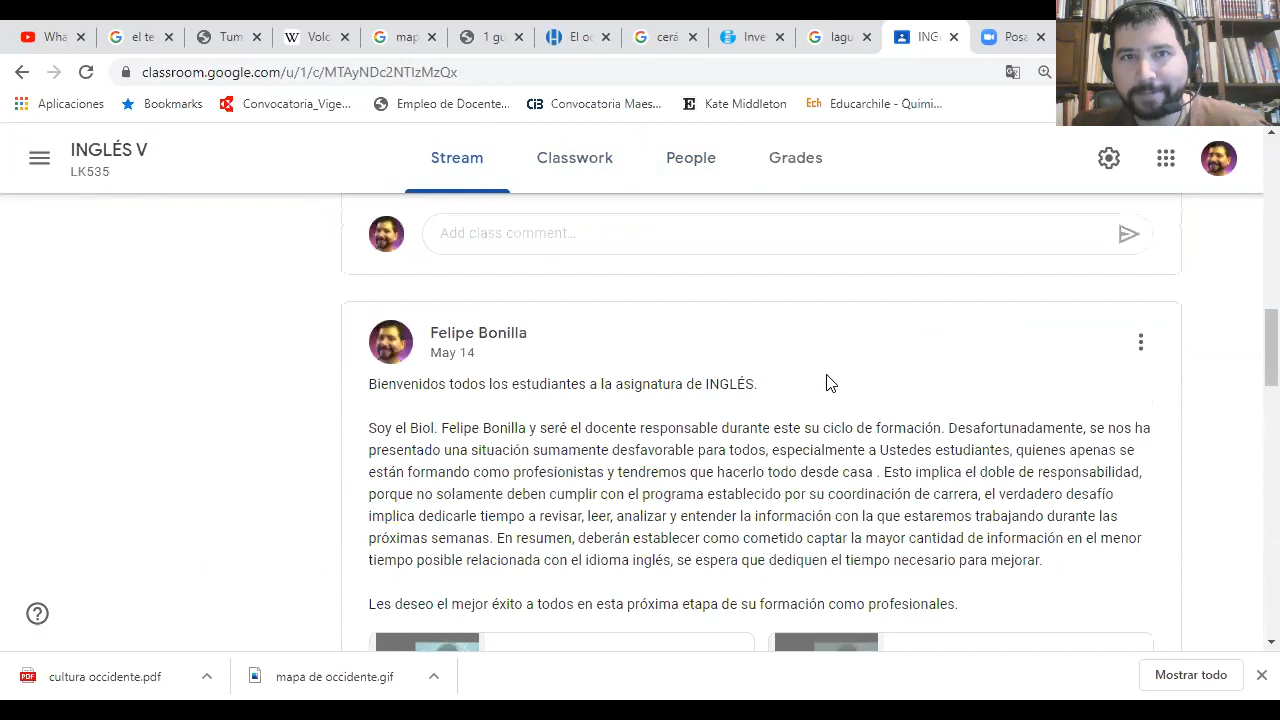 Wha
el te
Tum
Volc
map
1 gu
El oc
cerá
Inve
lagu
ING
Posa
classroom.google.com/u/1/c/MTAyNDc2NTIzMzQx
Aplicaciones
Bookmarks
Convocatoria_Vige...
Empleo de Docente...
Convocatoria Maes...
Kate Middleton
Educarchile - Quimi...
INGLÉS V
LK535
Stream
Classwork
People
Grades
Add class comment...
Felipe Bonilla
May 14
Bienvenidos todos los estudiantes a la asignatura de INGLÉS.
Soy el Biol. Felipe Bonilla y seré el docente responsable durante este su ciclo de formación. Desafortunadamente, se nos ha
presentado una situación sumamente desfavorable para todos, especialmente a Ustedes estudiantes, quienes apenas se
están formando como profesionistas y tendremos que hacerlo todo desde casa . Esto implica el doble de responsabilidad,
porque no solamente deben cumplir con el programa establecido por su coordinación de carrera, el verdadero desafío
implica dedicarle tiempo a revisar, leer, analizar y entender la información con la que estaremos trabajando durante las
próximas semanas. En resumen, deberán establecer como cometido captar la mayor cantidad de información en el menor
tiempo posible relacionada con el idioma inglés, se espera que dediquen el tiempo necesario para mejorar.
Les deseo el mejor éxito a todos en esta próxima etapa de su formación como profesionales.
cultura occidente.pdf
mapa de occidente.gif
Mostrar todo